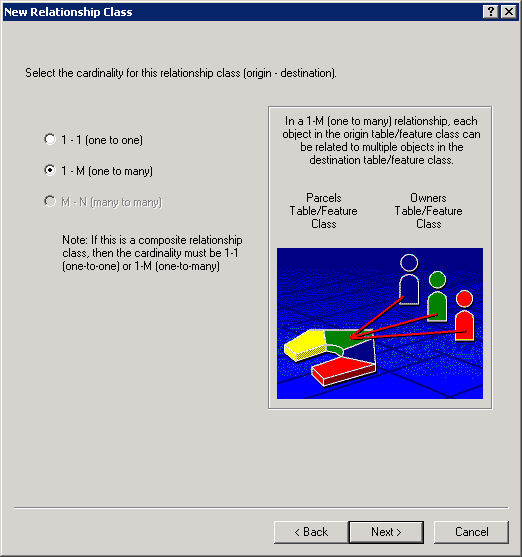 New Relationship Class
Select the cardinality for this relationship class (origin - destination).
1 - 1 (one to one)
1 - M (one to many)
M - N (many to many)
Note: If this is a composite relationship
class, then the cardinality must be 1-1
(one-to-one) or 1-M (one-to-many)
In a 1-M (one to many) relationship, each
object in the origin table/feature class can
be related to multiple objects in the
destination table/feature class.
Parcels
Table/Feature
Class
Owners
Table/Feature
Class
< Back
Next >
Cancel